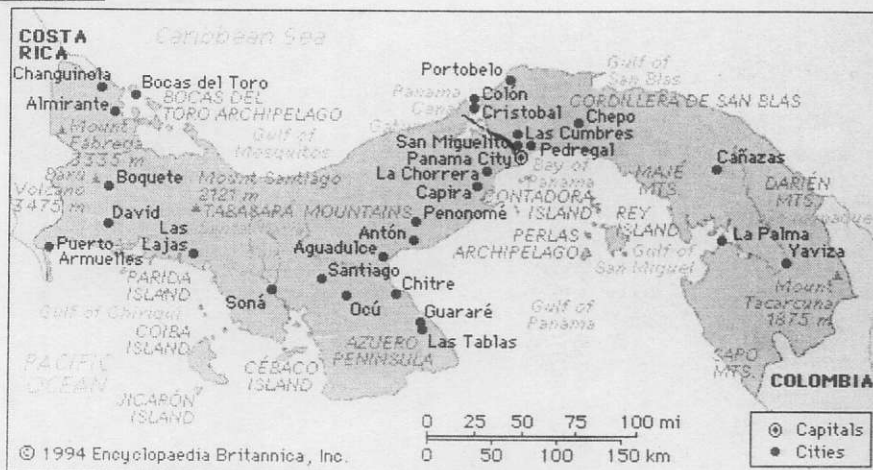 COSTA
RICA
Caribbean Sea
Changuinola
Bocas del Toro
Almirante
BOCAS DEL
TORO ARCHIPELAGO
Gulf of
Mosquitos
Mount
Fábrega
3335 m
Barú
Volcano
3475 m
Boquete
Mount Santiago
2121 m
TABASARÁ MOUNTAINS
David
Las
Lajas
Puerto
Armuelles
PARIDA
ISLAND
Gulf of Chiriquí
COIBA
ISLAND
PACIFIC
OCEAN
JICARÓN
ISLAND
Soná
CÉBACO
ISLAND
Santiago
Ocú
Aguadulce
Antón
Penonomé
Chitre
Guararé
Las Tablas
AZUERO
PENINSULA
Portobelo
Colón
Cristobal
Panama
Canal
Gulf of
San Blas
CORDILLERA DE SAN BLAS
Chepo
Las Cumbres
San Miguelito
Pedregal
Panama City
La Chorrera
Bay of
Panama
Capira
CONTADORA
ISLAND
MAJÉ
MTS.
REY
ISLAND
PERLAS
ARCHIPELAGO
Gulf of
San Miguel
Gulf of
Panama
Cáñazas
DARIÉN
MTS.
La Palma
Yaviza
Mount
Tacarcuna
1875 m
SAPO
MTS.
COLOMBIA
0 25 50 75 100 mi
0 50 100 150 km
Capitals
Cities
© 1994 Encyclopaedia Britannica, Inc.